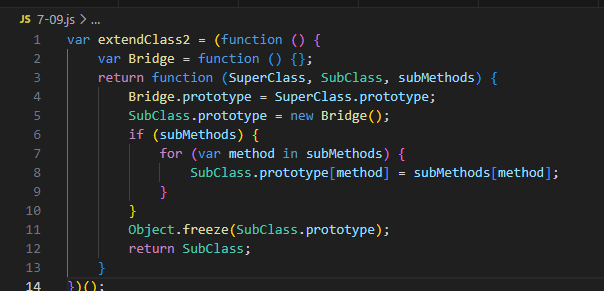 JS 7-09.js > ...
1 var extendClass2 = (function () {
2     var Bridge = function () {};
3     return function (SuperClass, SubClass, subMethods) {
4         Bridge.prototype = SuperClass.prototype;
5         SubClass.prototype = new Bridge();
6         if (subMethods) {
7             for (var method in subMethods) {
8                 SubClass.prototype[method] = subMethods[method];
9             }
10         }
11         Object.freeze(SubClass.prototype);
12         return SubClass;
13     }
14 })();